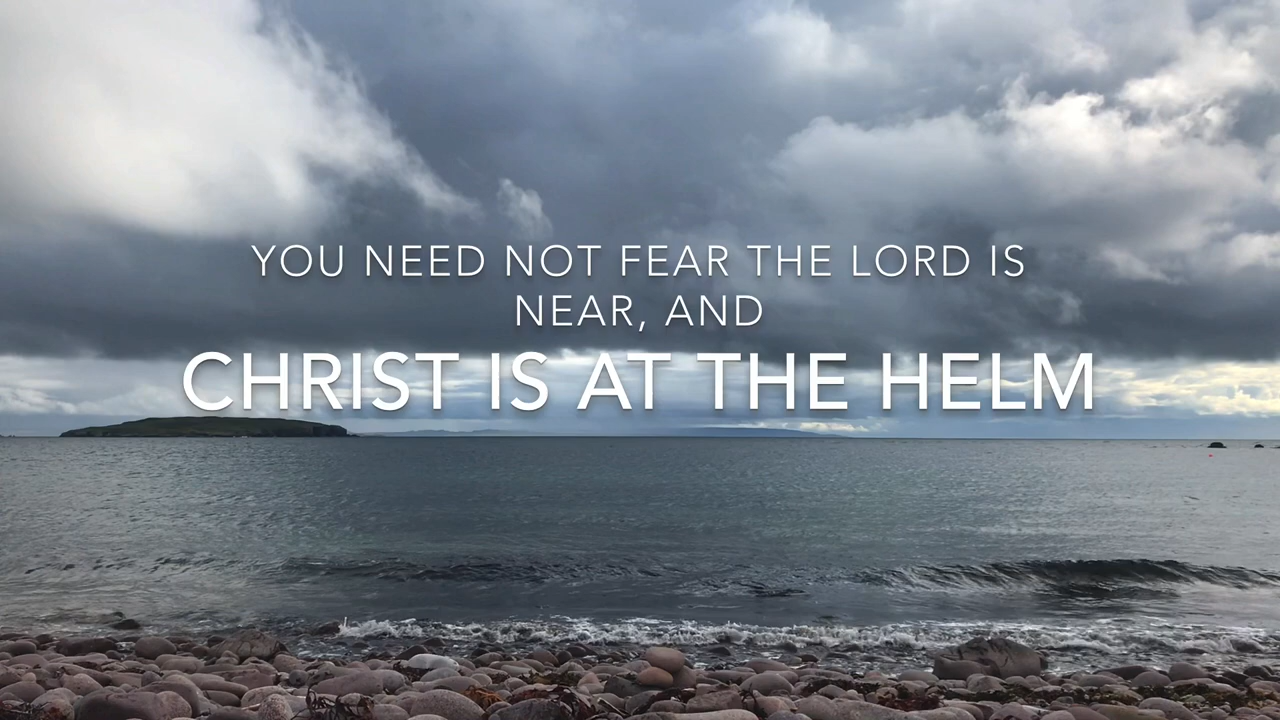 YOU NEED NOT FEAR THE LORD IS
NEAR, AND
CHRIST IS AT THE HELM